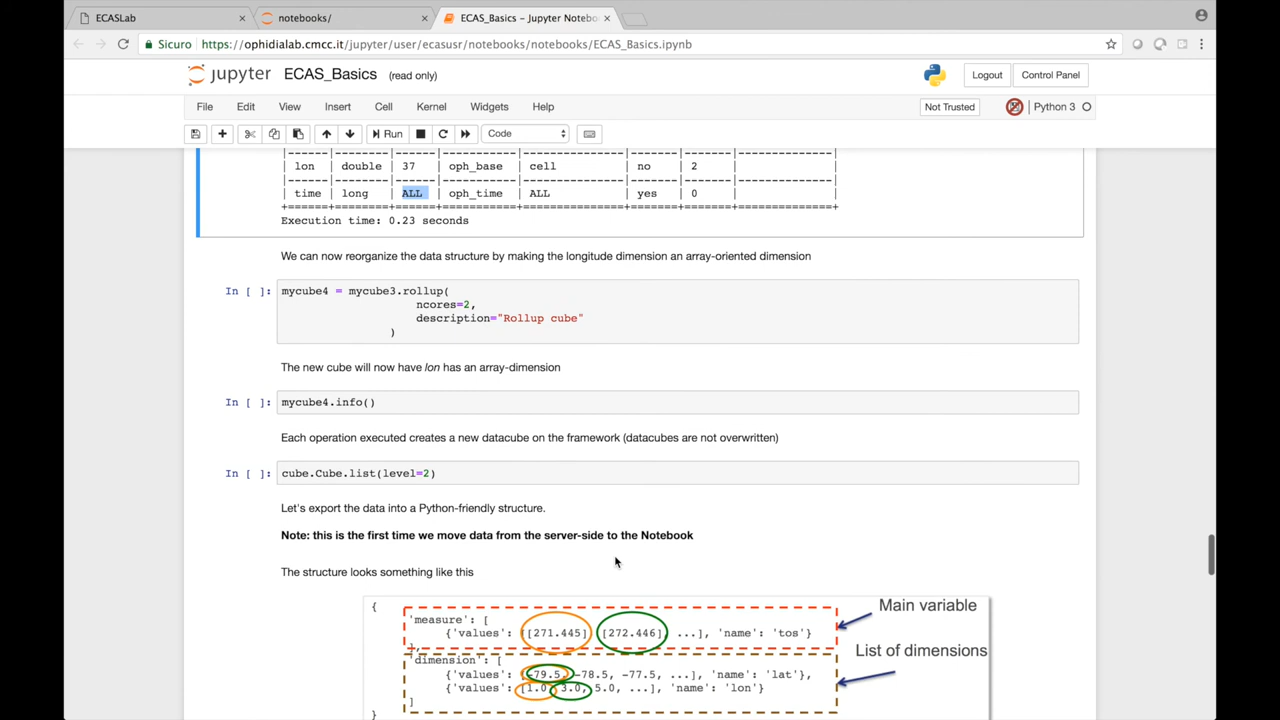 ECASLab
notebooks/
ECAS_Basics - Jupyter Notebo
Sicuro https://ophidialab.cmcc.it/jupyter/user/ecasusr/notebooks/notebooks/ECAS_Basics.ipynb
jupyter ECAS_Basics (read only) Logout Control Panel
File Edit View Insert Cell Kernel Widgets Help Not Trusted Python 3
Run Code
| lon | double | 37 | oph_base | cell | no | 2 | |
| time | long | ALL | oph_time | ALL | yes | 0 | |
Execution time: 0.23 seconds
We can now reorganize the data structure by making the longitude dimension an array-oriented dimension
In [ ]: mycube4 = mycube3.rollup(
ncores=2,
description="Rollup cube"
)
The new cube will now have lon has an array-dimension
In [ ]: mycube4.info()
Each operation executed creates a new datacube on the framework (datacubes are not overwritten)
In [ ]: cube.Cube.list(level=2)
Let's export the data into a Python-friendly structure.
Note: this is the first time we move data from the server-side to the Notebook
The structure looks something like this
{
Main variable
'measure': [
{'values': [[271.445], [272.446], ...], 'name': 'tos'}
],
List of dimensions
'dimension': [
{'values': [-79.5, -78.5, -77.5, ...], 'name': 'lat'},
{'values': [1.0, 3.0, 5.0, ...], 'name': 'lon'}
]
}